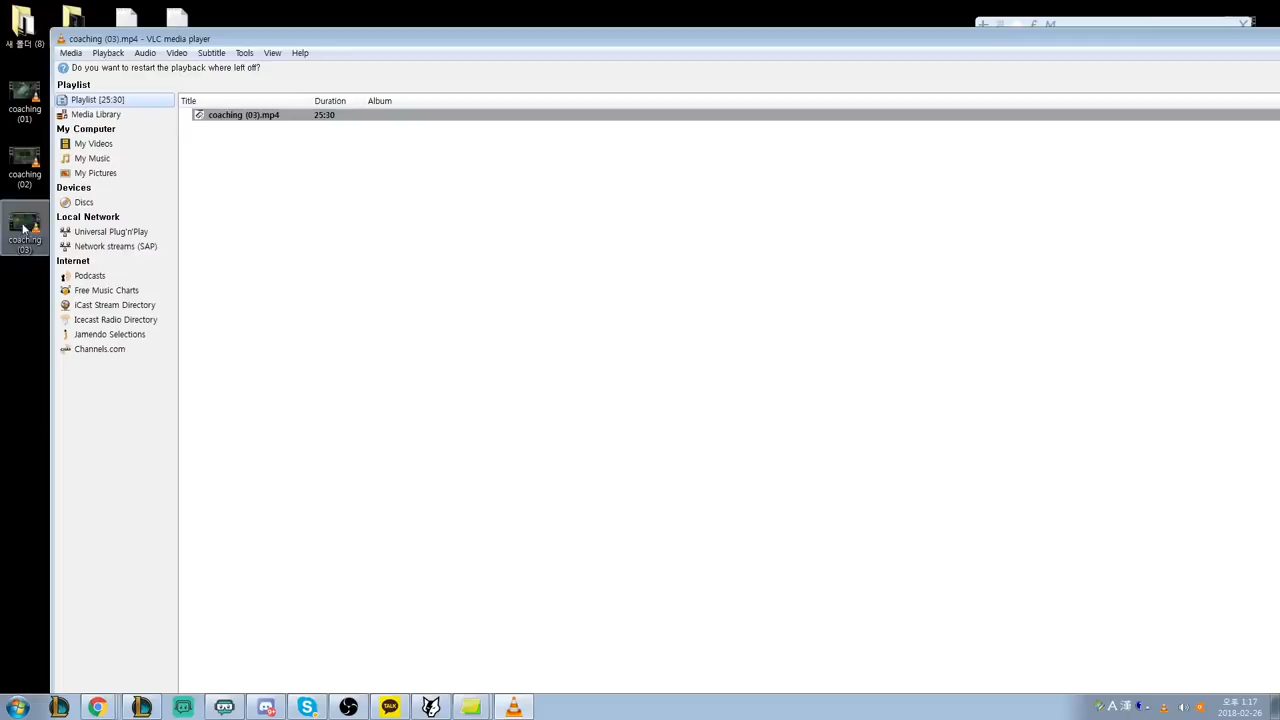 새 폴더 (8)
coaching (03).mp4 - VLC media player
Media Playback Audio Video Subtitle Tools View Help
Do you want to restart the playback where left off?
Playlist
Playlist [25:30]
Media Library
My Computer
My Videos
My Music
My Pictures
Devices
Discs
Local Network
Universal Plug'n'Play
Network streams (SAP)
Internet
Podcasts
Free Music Charts
iCast Stream Directory
Icecast Radio Directory
Jamendo Selections
Channels.com
Title Duration Album
coaching (03).mp4 25:30
coaching
(01)
coaching
(02)
coaching
(03)
TALK
A 漢
오후 1:17
2018-02-26